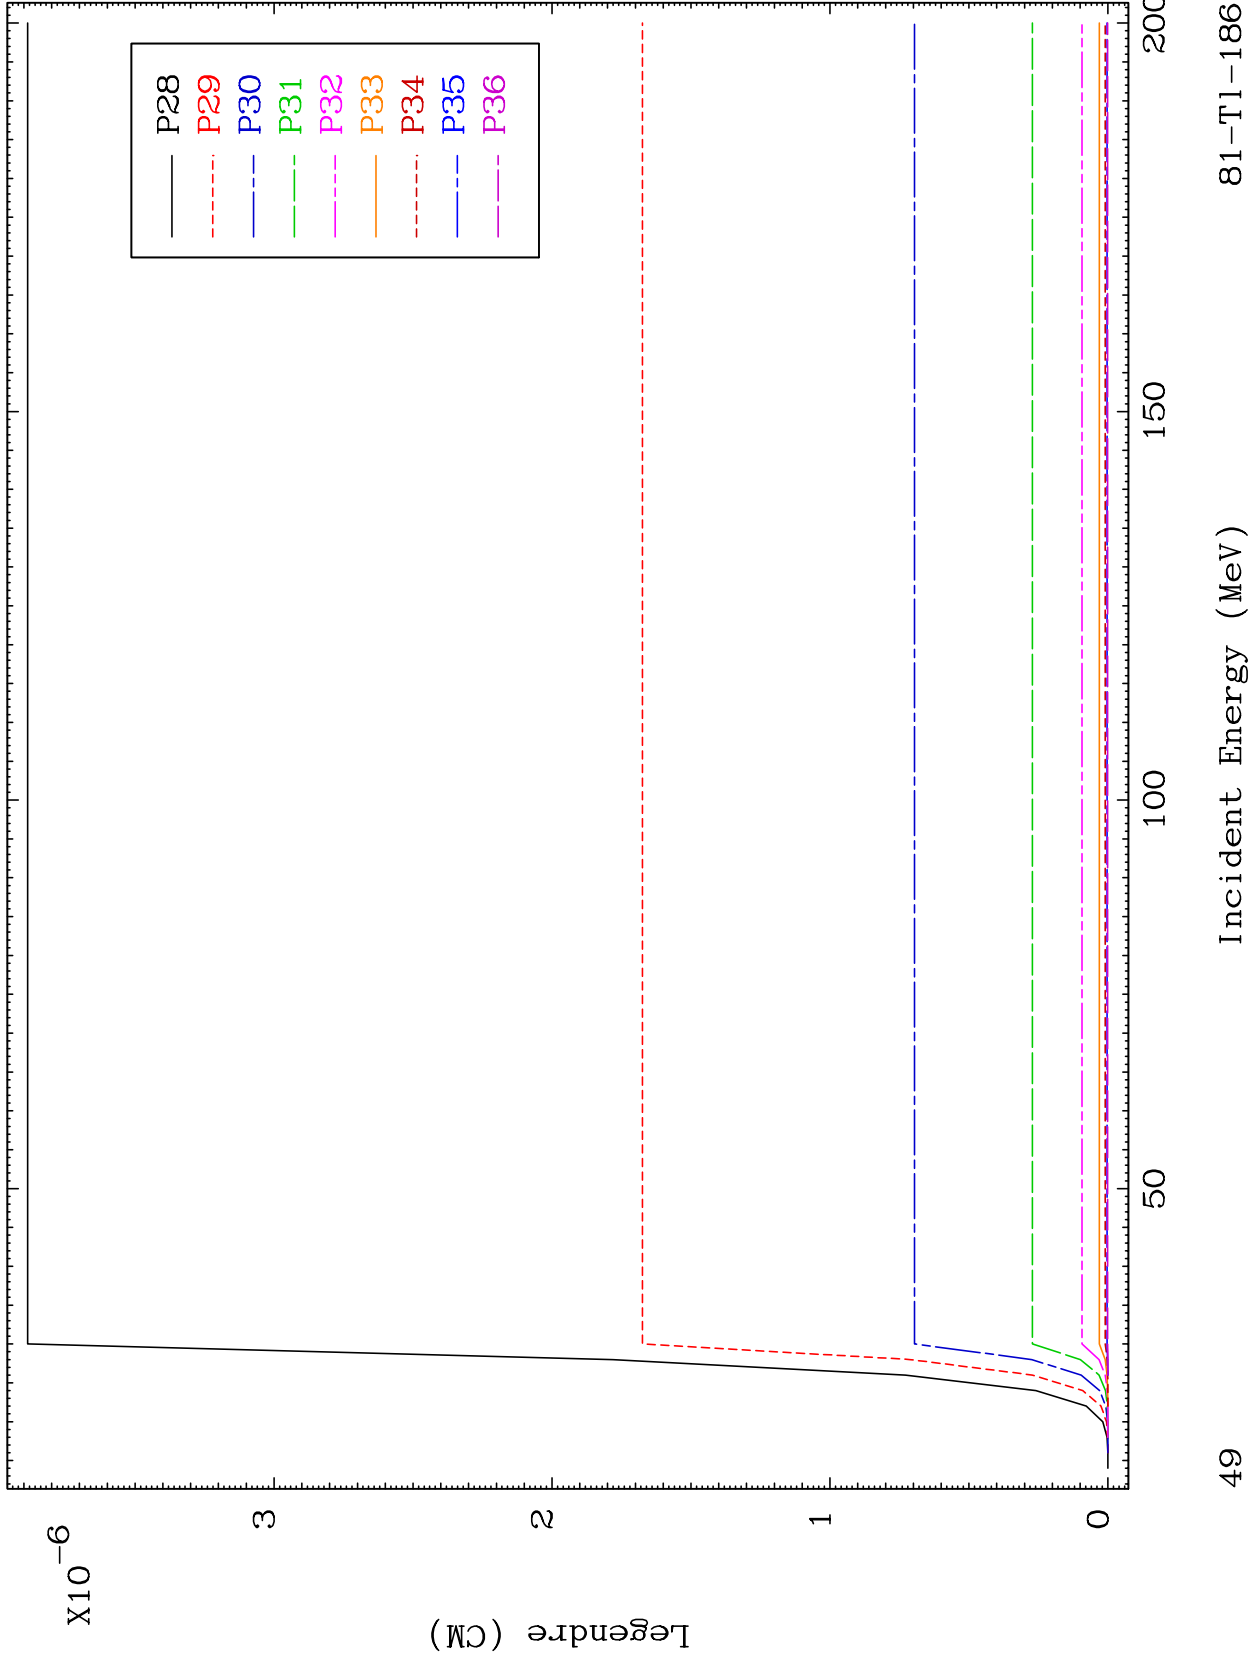 X10
-6
3
2
1
0
Legendre (CM)
P28
P29
P30
P31
P32
P33
P34
P35
P36
50
100
150
200
Incident Energy (MeV)
49
81-Tl-186